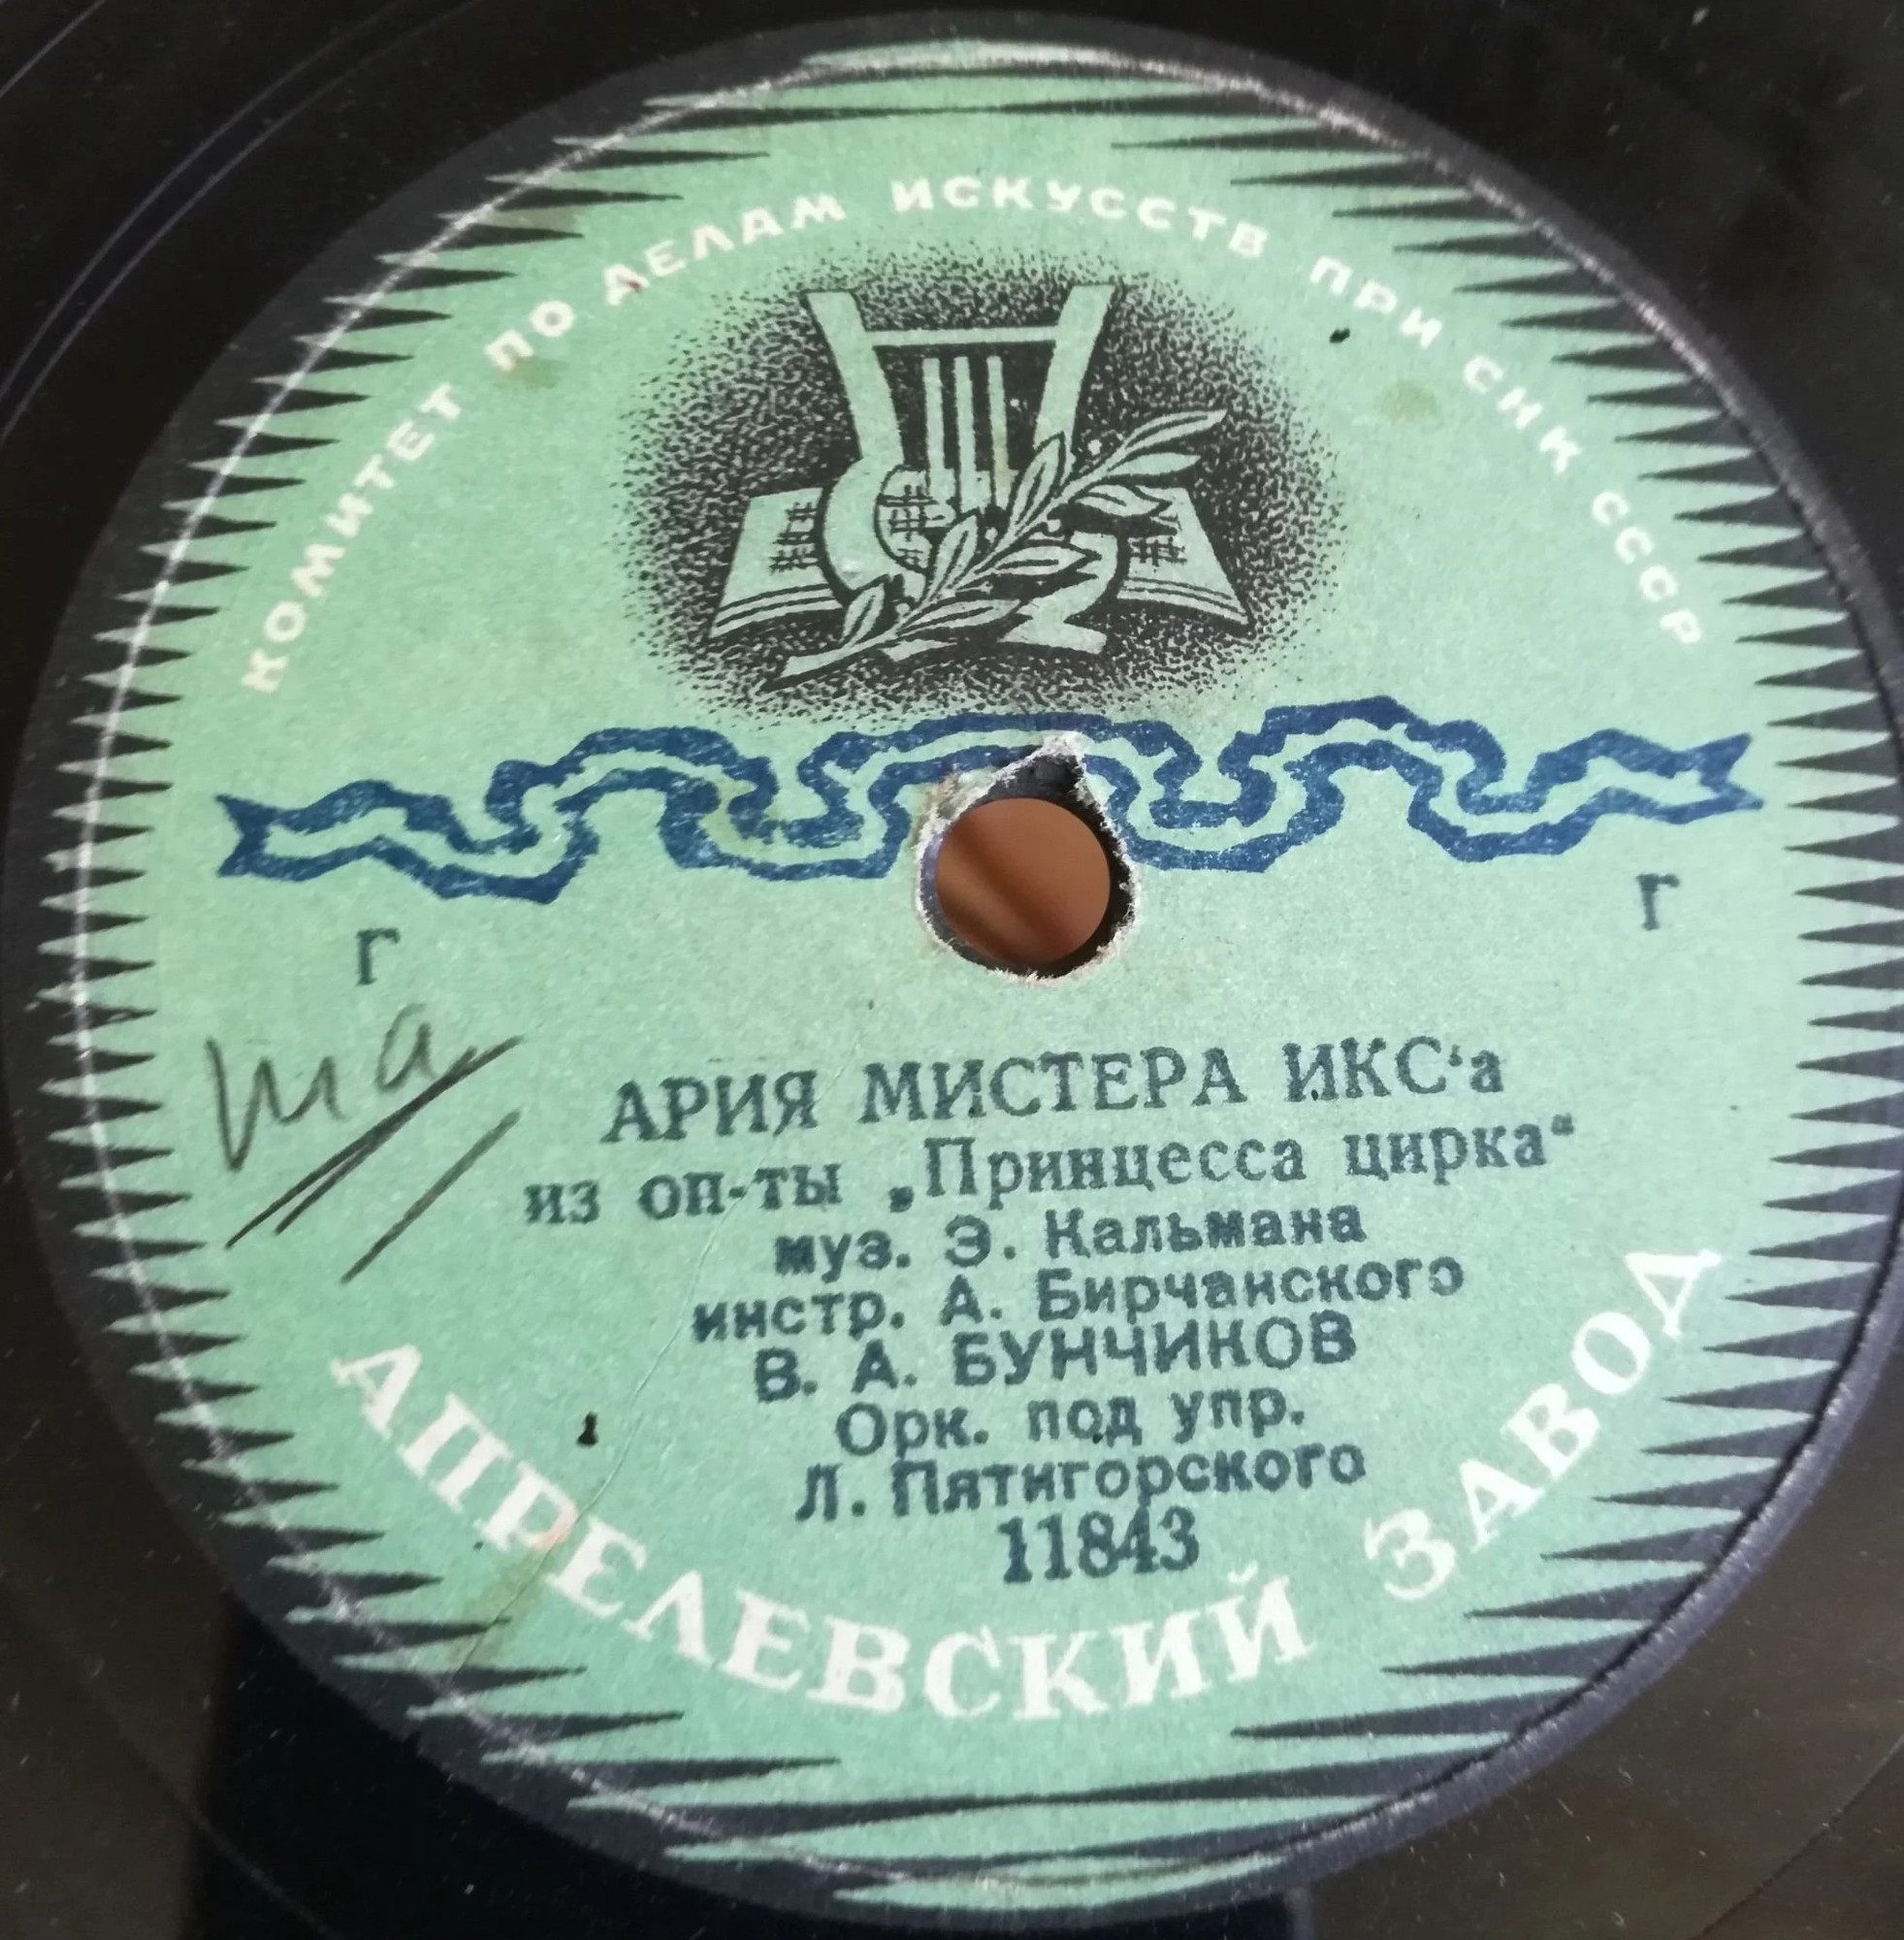 КОМИТЕТ ПО ДЕЛАМ ИСКУССТВ ПРИ СНК СССР
г г
АРИЯ МИСТЕРА ИКС‘а
из оп-ты „Принцесса цирка“
муз. Э. Кальмана
инстр. А. Бирчанского
В. А. БУНЧИКОВ
Орк. под упр.
Л. Пятигорского
11843
АПРЕЛЕВСКИЙ ЗАВОД